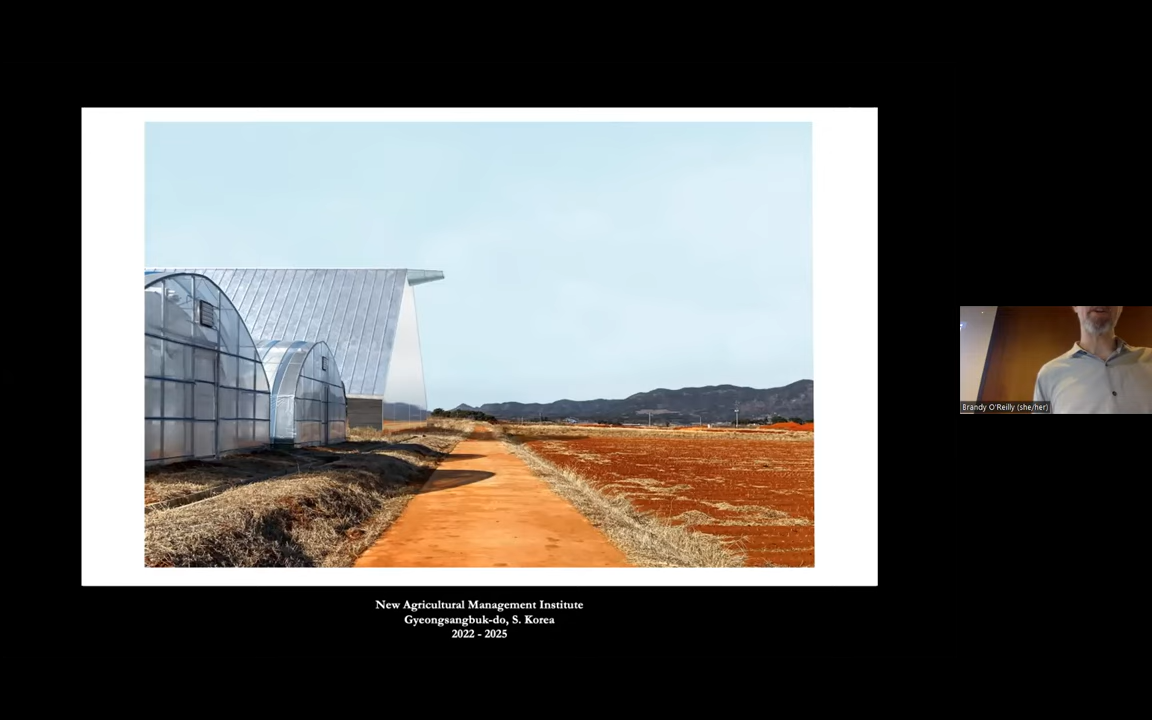 New Agricultural Management Institute
Gyeongsangbuk-do, S. Korea
2022 - 2025
Brandy O'Reilly (she/her)